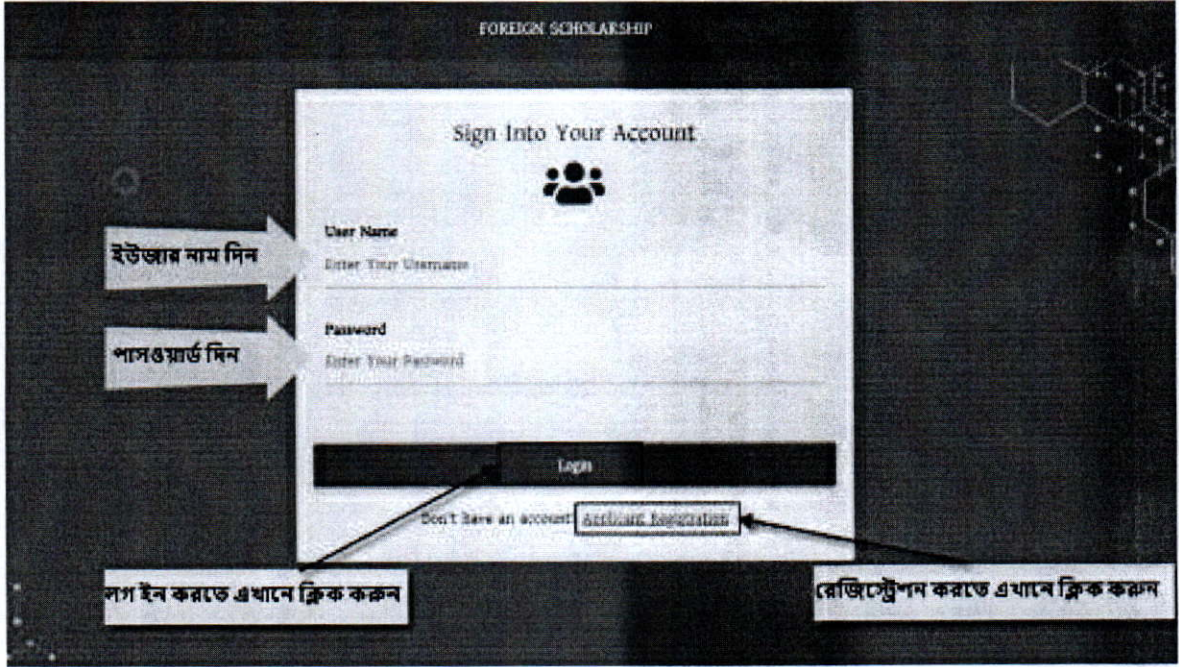 FOREIGN SCHOLARSHIP
Sign Into Your Account
User Name
ইউজার নাম দিন
Enter Your Username
Password
পাসওয়ার্ড দিন
Enter Your Password
Login
Don't have an account? Applicant Registration
লগ ইন করতে এখানে ক্লিক করুন
রেজিস্ট্রেশন করতে এখানে ক্লিক করুন